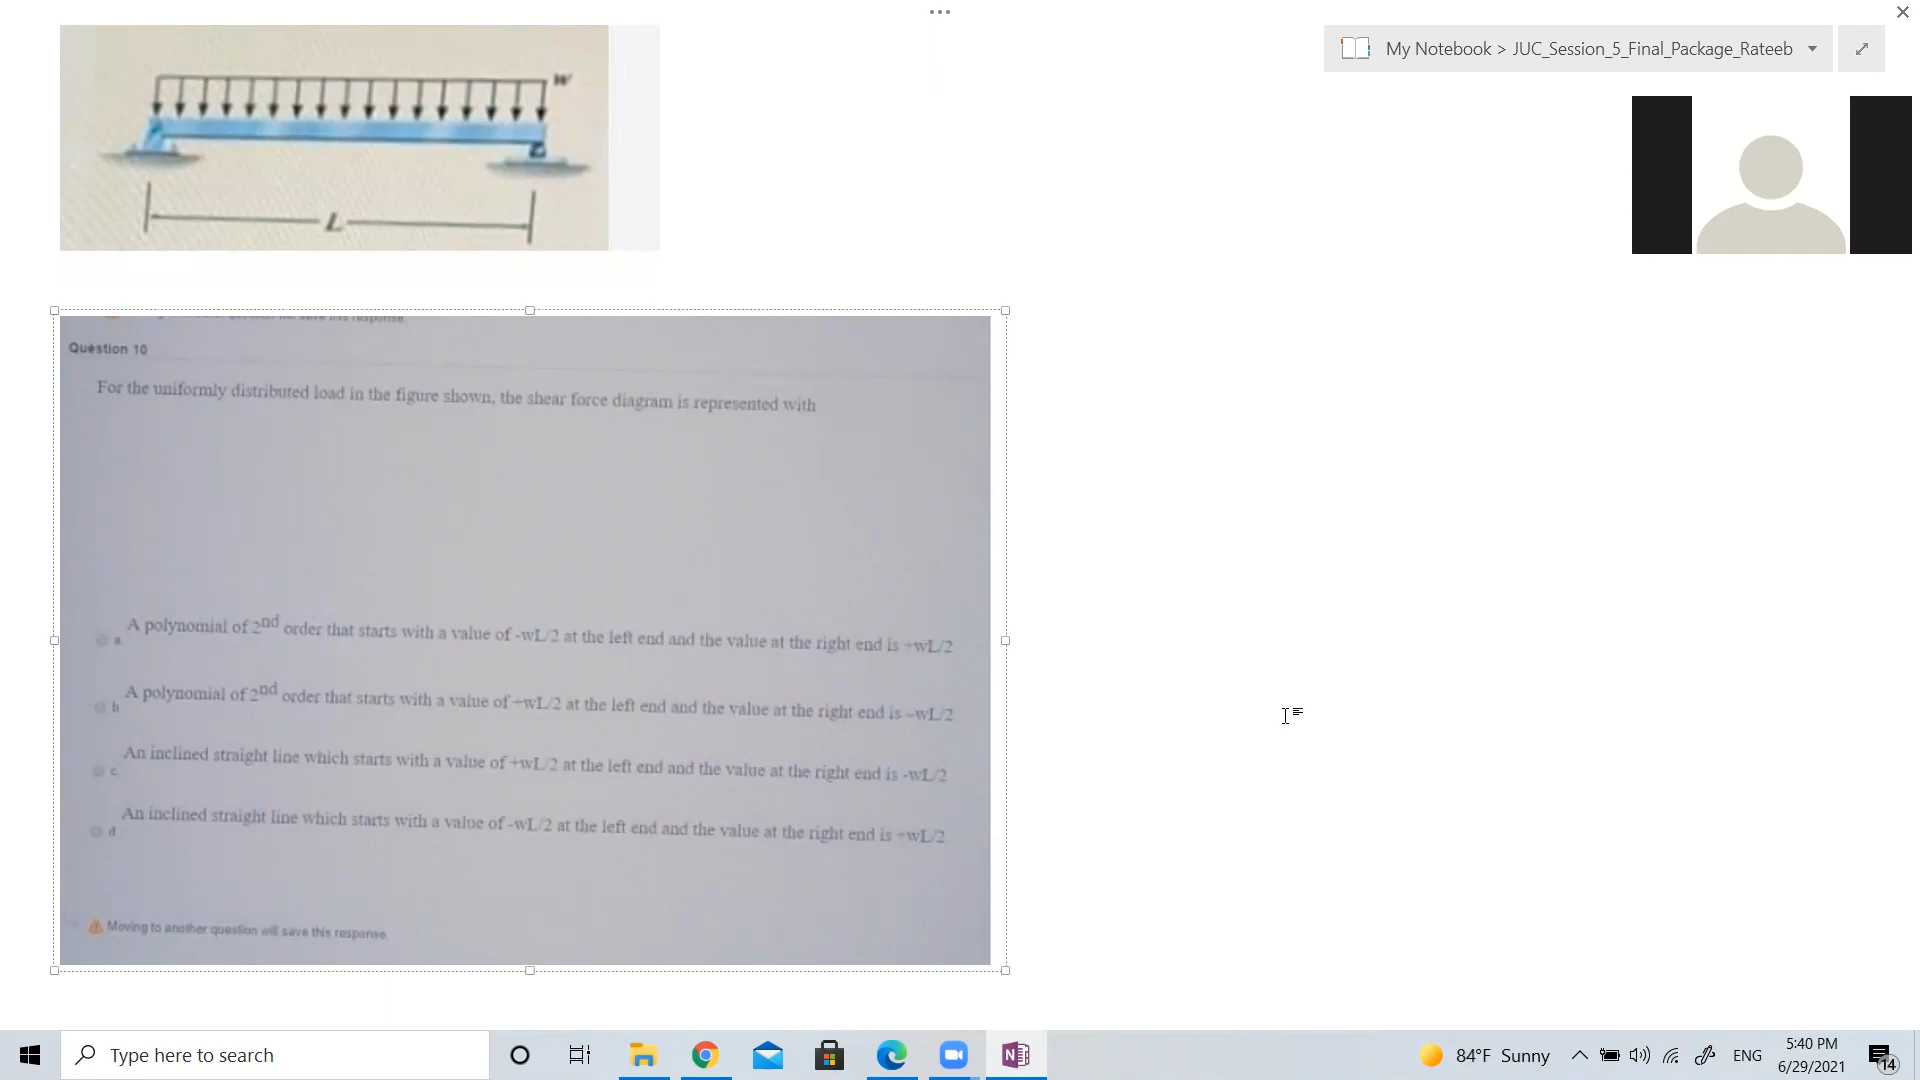 My Notebook > JUC_Session_5_Final_Package_Rateeb
w
L
Question 10
For the uniformly distributed load in the figure shown, the shear force diagram is represented with
a A polynomial of 2nd order that starts with a value of -wL/2 at the left end and the value at the right end is +wL/2
b A polynomial of 2nd order that starts with a value of +wL/2 at the left end and the value at the right end is –wL/2
c. An inclined straight line which starts with a value of +wL/2 at the left end and the value at the right end is -wL/2
d An inclined straight line which starts with a value of -wL/2 at the left end and the value at the right end is +wL/2
Moving to another question will save this response.
Type here to search
84°F Sunny
ENG
5:40 PM
6/29/2021
14